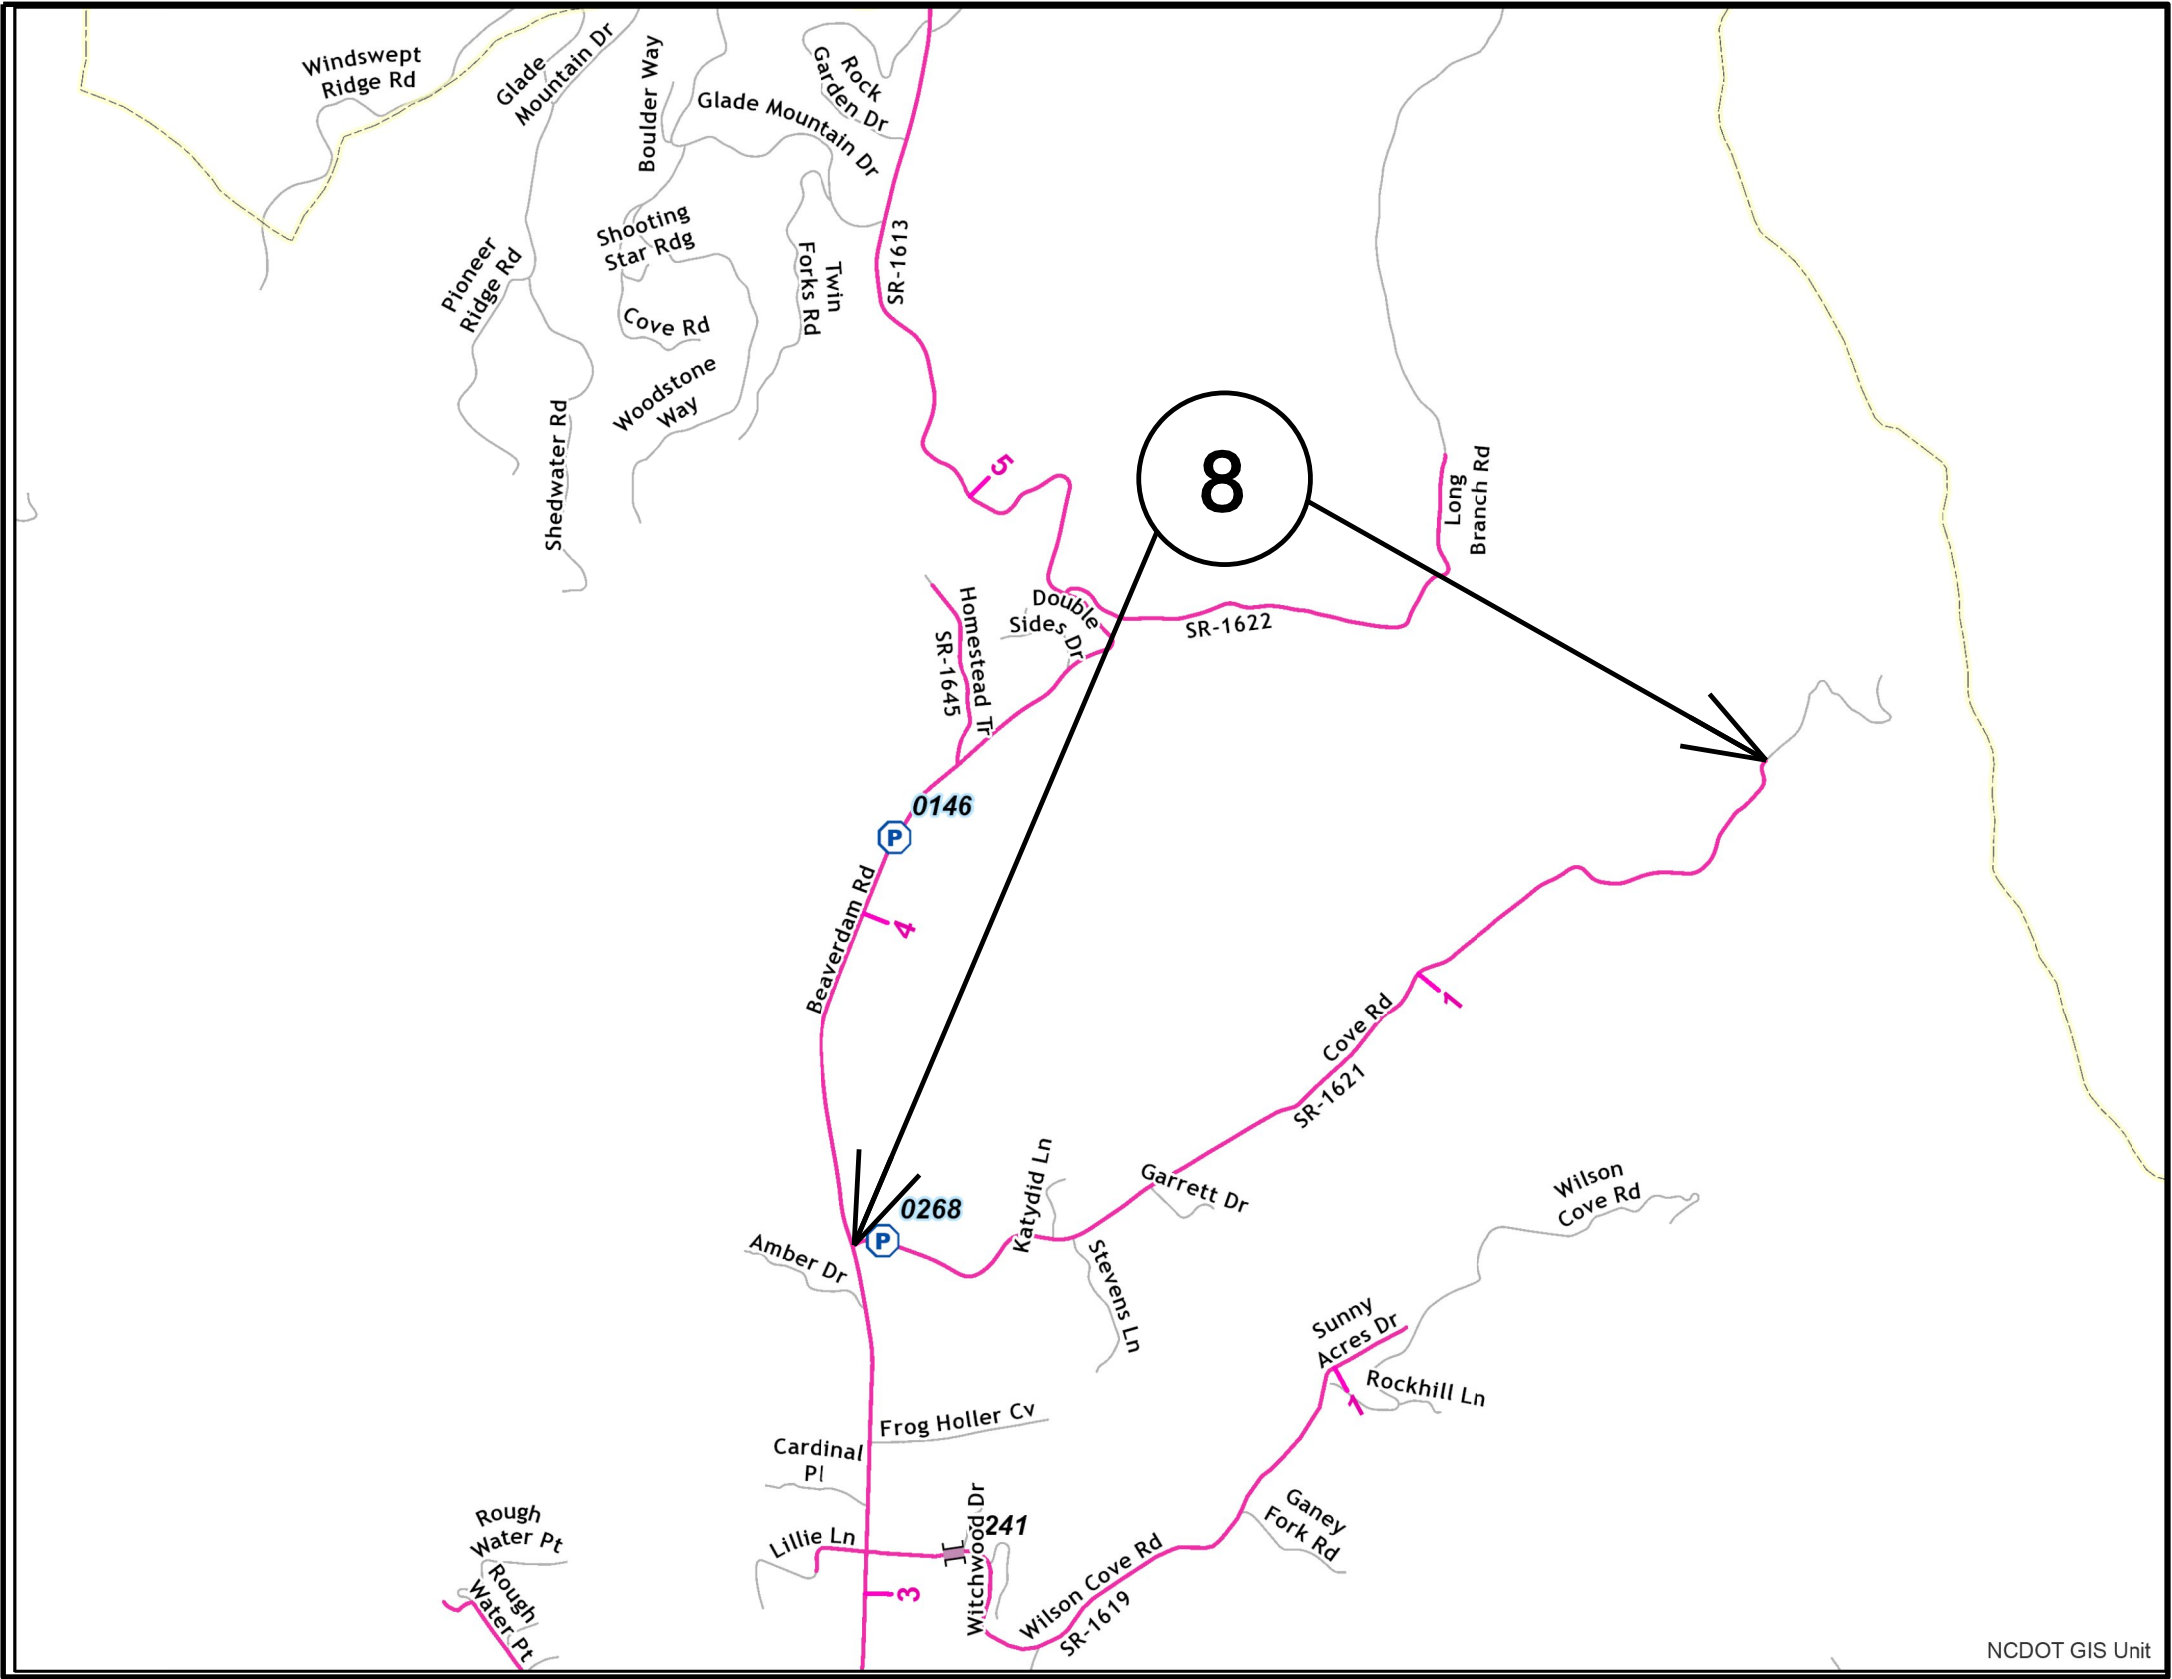 Windswept
Ridge Rd
Glade
Mountain Dr
Boulder Way
Glade Mountain Dr
Rock
Garden Dr
SR-1613
Pioneer
Ridge Rd
Shooting
Star Rdg
Twin
Forks Rd
Cove Rd
Woodstone
Way
Shedwater Rd
5
8
Long
Branch Rd
Double
Sides Dr
SR-1622
Homestead Tr
SR-1645
0146
P
Beaverdam Rd
4
1
Cove Rd
SR-1621
0268
P
Katydid Ln
Garrett Dr
Wilson
Cove Rd
Amber Dr
Stevens Ln
Sunny
Acres Dr
Rockhill Ln
1
Frog Holler Cv
Cardinal
Pl
Rough
Water Pt
Lillie Ln
Witchwood Dr
241
Ganey
Fork Rd
Rough
Water Pt
3
Wilson Cove Rd
SR-1619
NCDOT GIS Unit